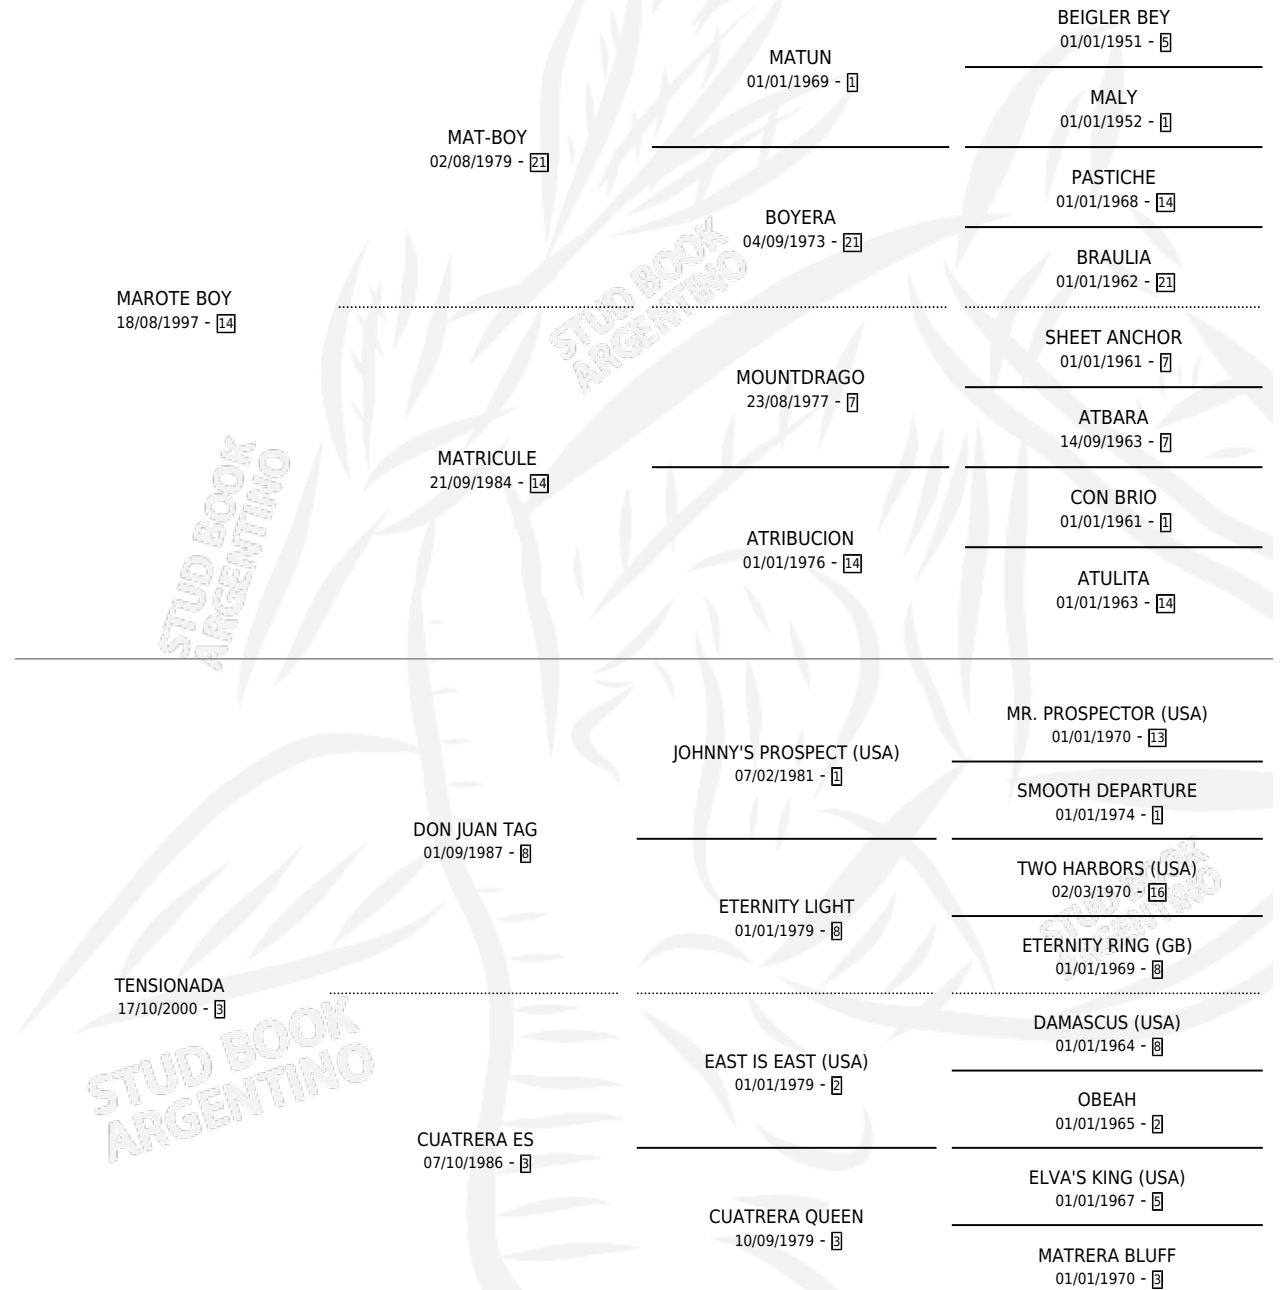 BEIGLER BEY
01/01/1951 - 5
MATUN
01/01/1969 - 1
MALY
01/01/1952 - 1
MAT-BOY
02/08/1979 - 21
PASTICHE
01/01/1968 - 14
BOYERA
04/09/1973 - 21
BRAULIA
01/01/1962 - 21
MAROTE BOY
18/08/1997 - 14
STUD BOOK
ARGENTINO
SHEET ANCHOR
01/01/1961 - 7
MOUNTDRAGO
23/08/1977 - 7
ATBARA
14/09/1963 - 7
MATRICULE
21/09/1984 - 14
CON BRIO
01/01/1961 - 1
ATRIBUCION
01/01/1976 - 14
ATULITA
01/01/1963 - 14
STUD BOOK
ARGENTINO
MR. PROSPECTOR (USA)
01/01/1970 - 13
JOHNNY'S PROSPECT (USA)
07/02/1981 - 1
SMOOTH DEPARTURE
01/01/1974 - 1
DON JUAN TAG
01/09/1987 - 8
TWO HARBORS (USA)
02/03/1970 - 16
ETERNITY LIGHT
01/01/1979 - 8
ETERNITY RING (GB)
01/01/1969 - 8
STUD BOOK
ARGENTINO
TENSIONADA
17/10/2000 - 3
DAMASCUS (USA)
01/01/1964 - 8
EAST IS EAST (USA)
01/01/1979 - 2
OBEAH
01/01/1965 - 2
STUD BOOK
ARGENTINO
CUATRERA ES
07/10/1986 - 3
ELVA'S KING (USA)
01/01/1967 - 5
CUATRERA QUEEN
10/09/1979 - 3
MATRERA BLUFF
01/01/1970 - 3